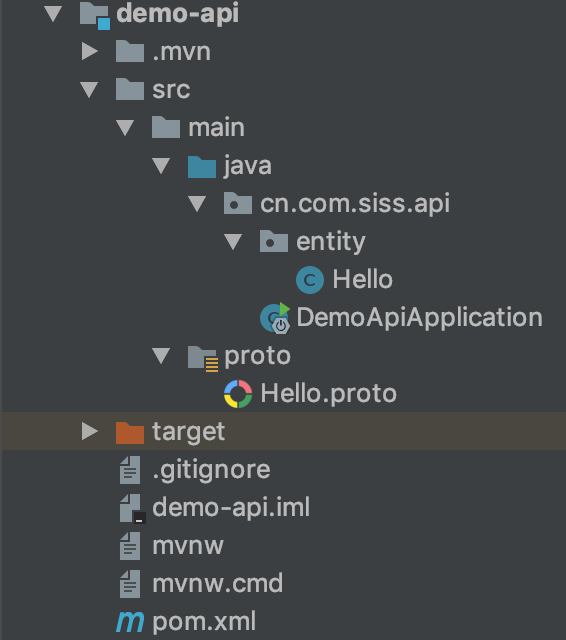 demo-api
.mvn
src
main
java
cn.com.siss.api
entity
Hello
DemoApiApplication
proto
Hello.proto
target
.gitignore
demo-api.iml
mvnw
mvnw.cmd
pom.xml